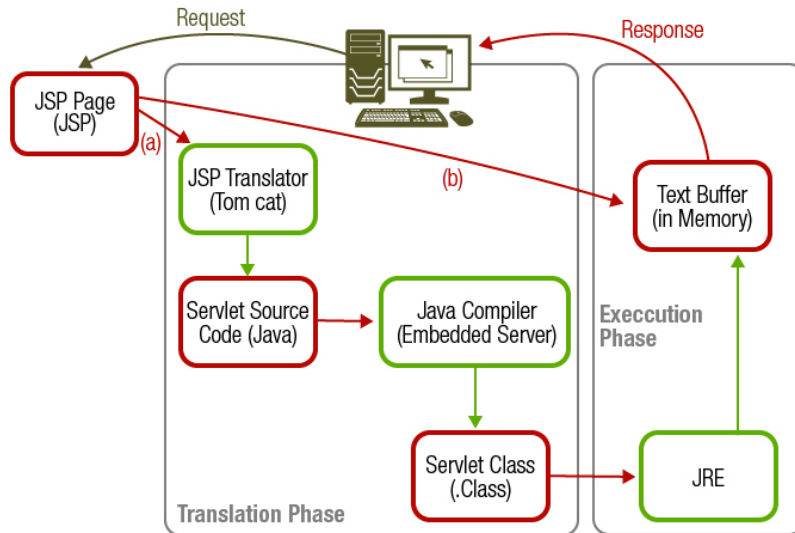 Request
Response
JSP Page
(JSP)
(a)
JSP Translator
(Tom cat)
(b)
Text Buffer
(in Memory)
Servlet Source
Code (Java)
Java Compiler
(Embedded Server)
Exeecution
Phase
Servlet Class
(.Class)
JRE
Translation Phase